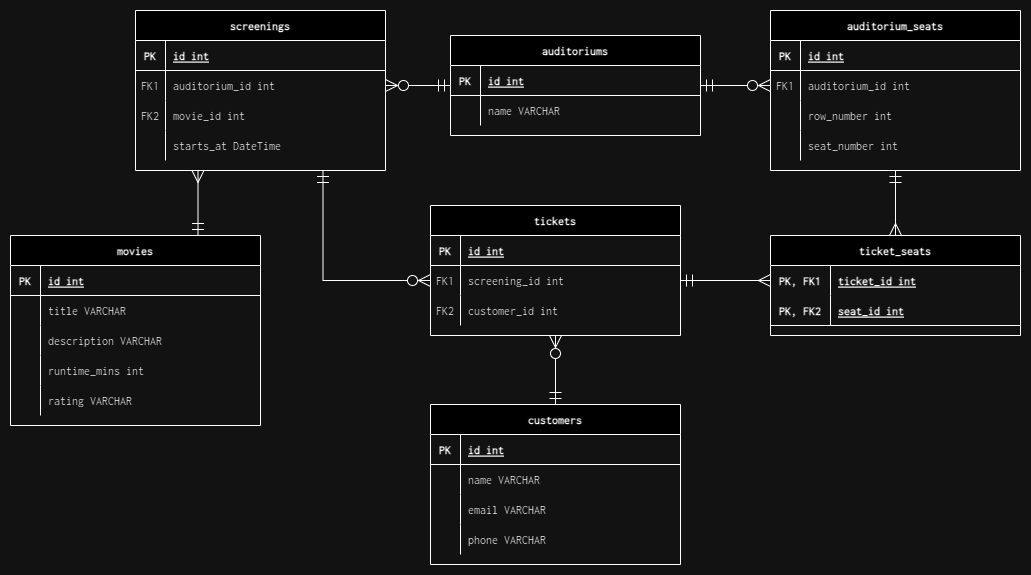 screenings
PK id int
FK1 auditorium_id int
FK2 movie_id int
starts_at DateTime
auditoriums
PK id int
name VARCHAR
auditorium_seats
PK id int
FK1 auditorium_id int
row_number int
seat_number int
movies
PK id int
title VARCHAR
description VARCHAR
runtime_mins int
rating VARCHAR
tickets
PK id int
FK1 screening_id int
FK2 customer_id int
ticket_seats
PK, FK1 ticket_id int
PK, FK2 seat_id int
customers
PK id int
name VARCHAR
email VARCHAR
phone VARCHAR